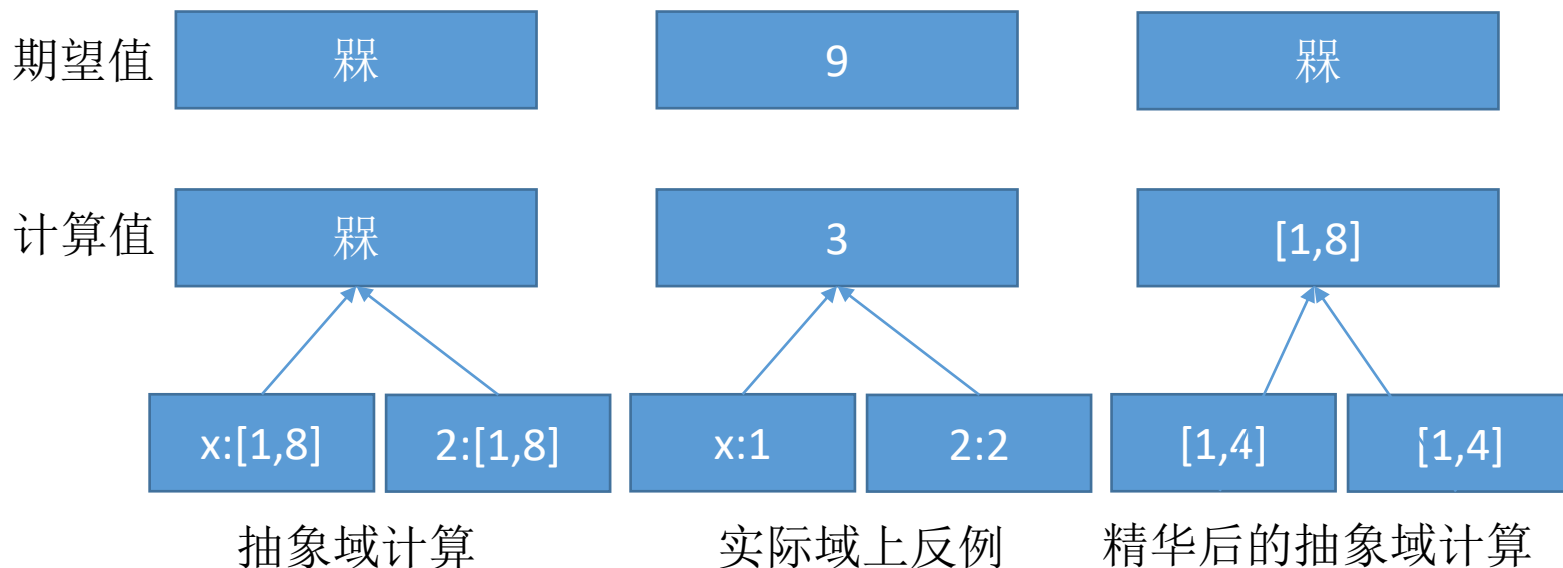 期望值 槑 9 槑
计算值 槑 3 [1,8]
x:[1,8] 2:[1,8] x:1 2:2 [1,4] [1,4]
抽象域计算 实际域上反例 精华后的抽象域计算